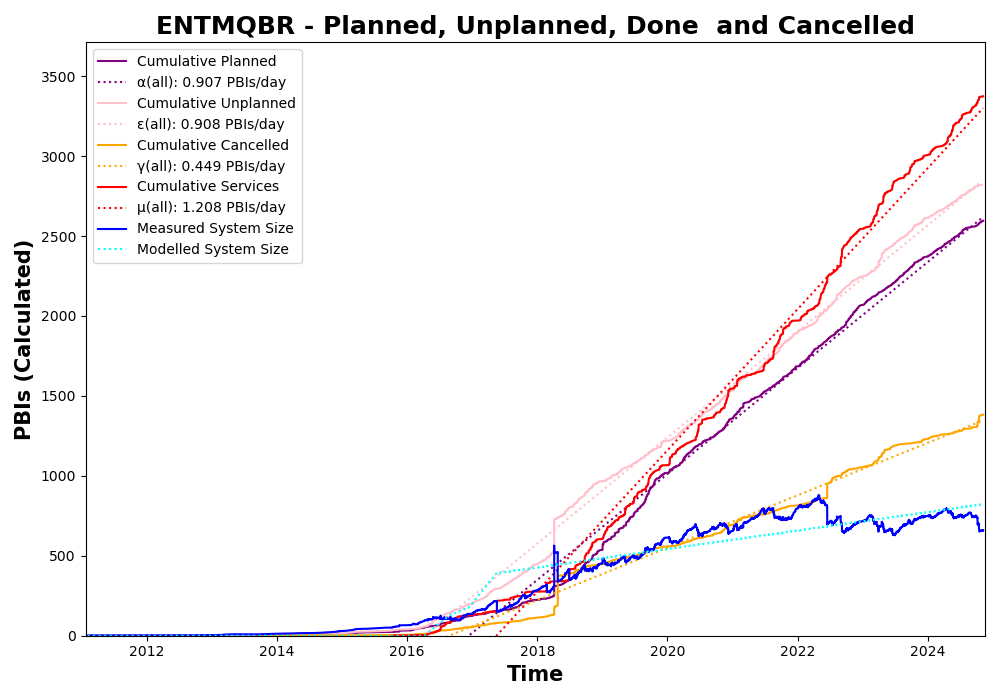 ENTMQBR - Planned, Unplanned, Done  and Cancelled
Cumulative Planned
α(all): 0.907 PBIs/day
Cumulative Unplanned
ε(all): 0.908 PBIs/day
Cumulative Cancelled
γ(all): 0.449 PBIs/day
Cumulative Services
μ(all): 1.208 PBIs/day
Measured System Size
Modelled System Size
PBIs (Calculated)
3500
3000
2500
2000
1500
1000
500
0
2012
2014
2016
2018
2020
2022
2024
Time